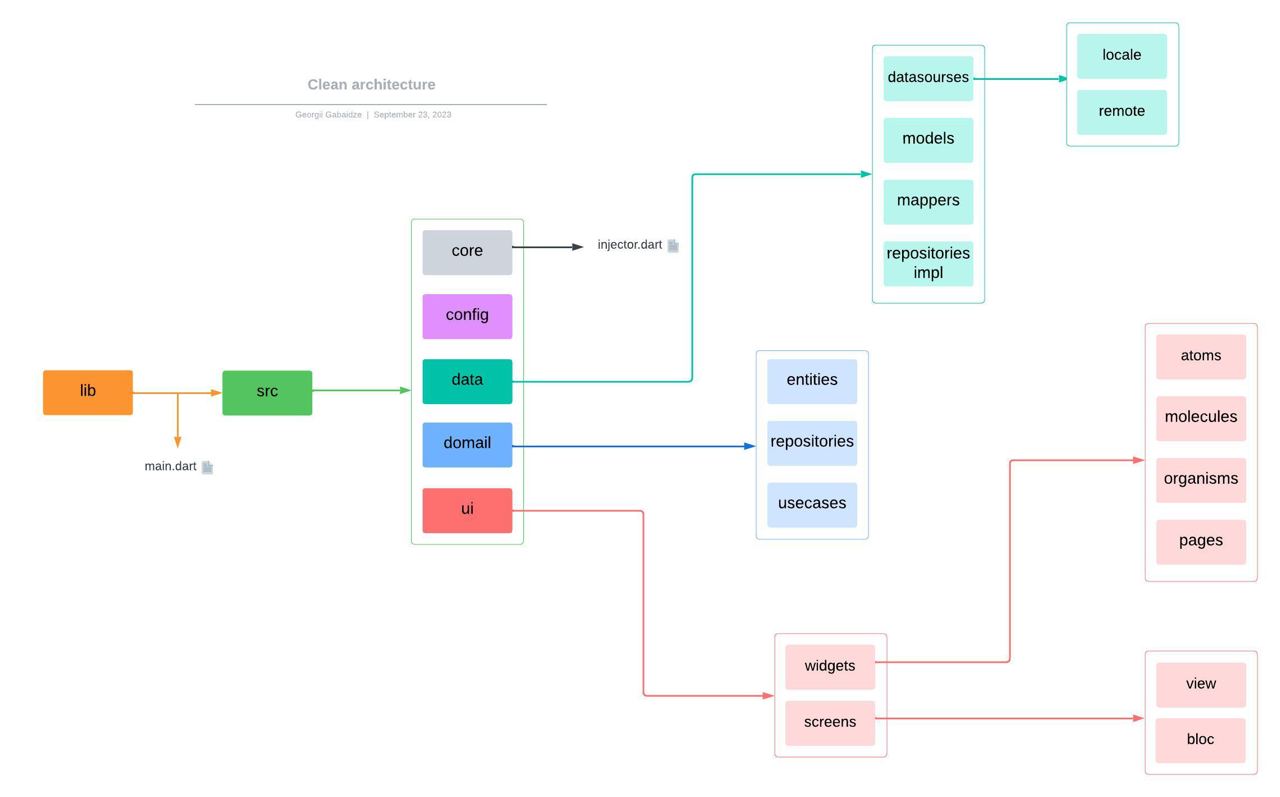 Clean architecture
Georgii Gabaidze | September 23, 2023
lib
main.dart
src
core
config
data
domail
ui
injector.dart
datasourses
models
mappers
repositories
impl
locale
remote
entities
repositories
usecases
widgets
screens
atoms
molecules
organisms
pages
view
bloc